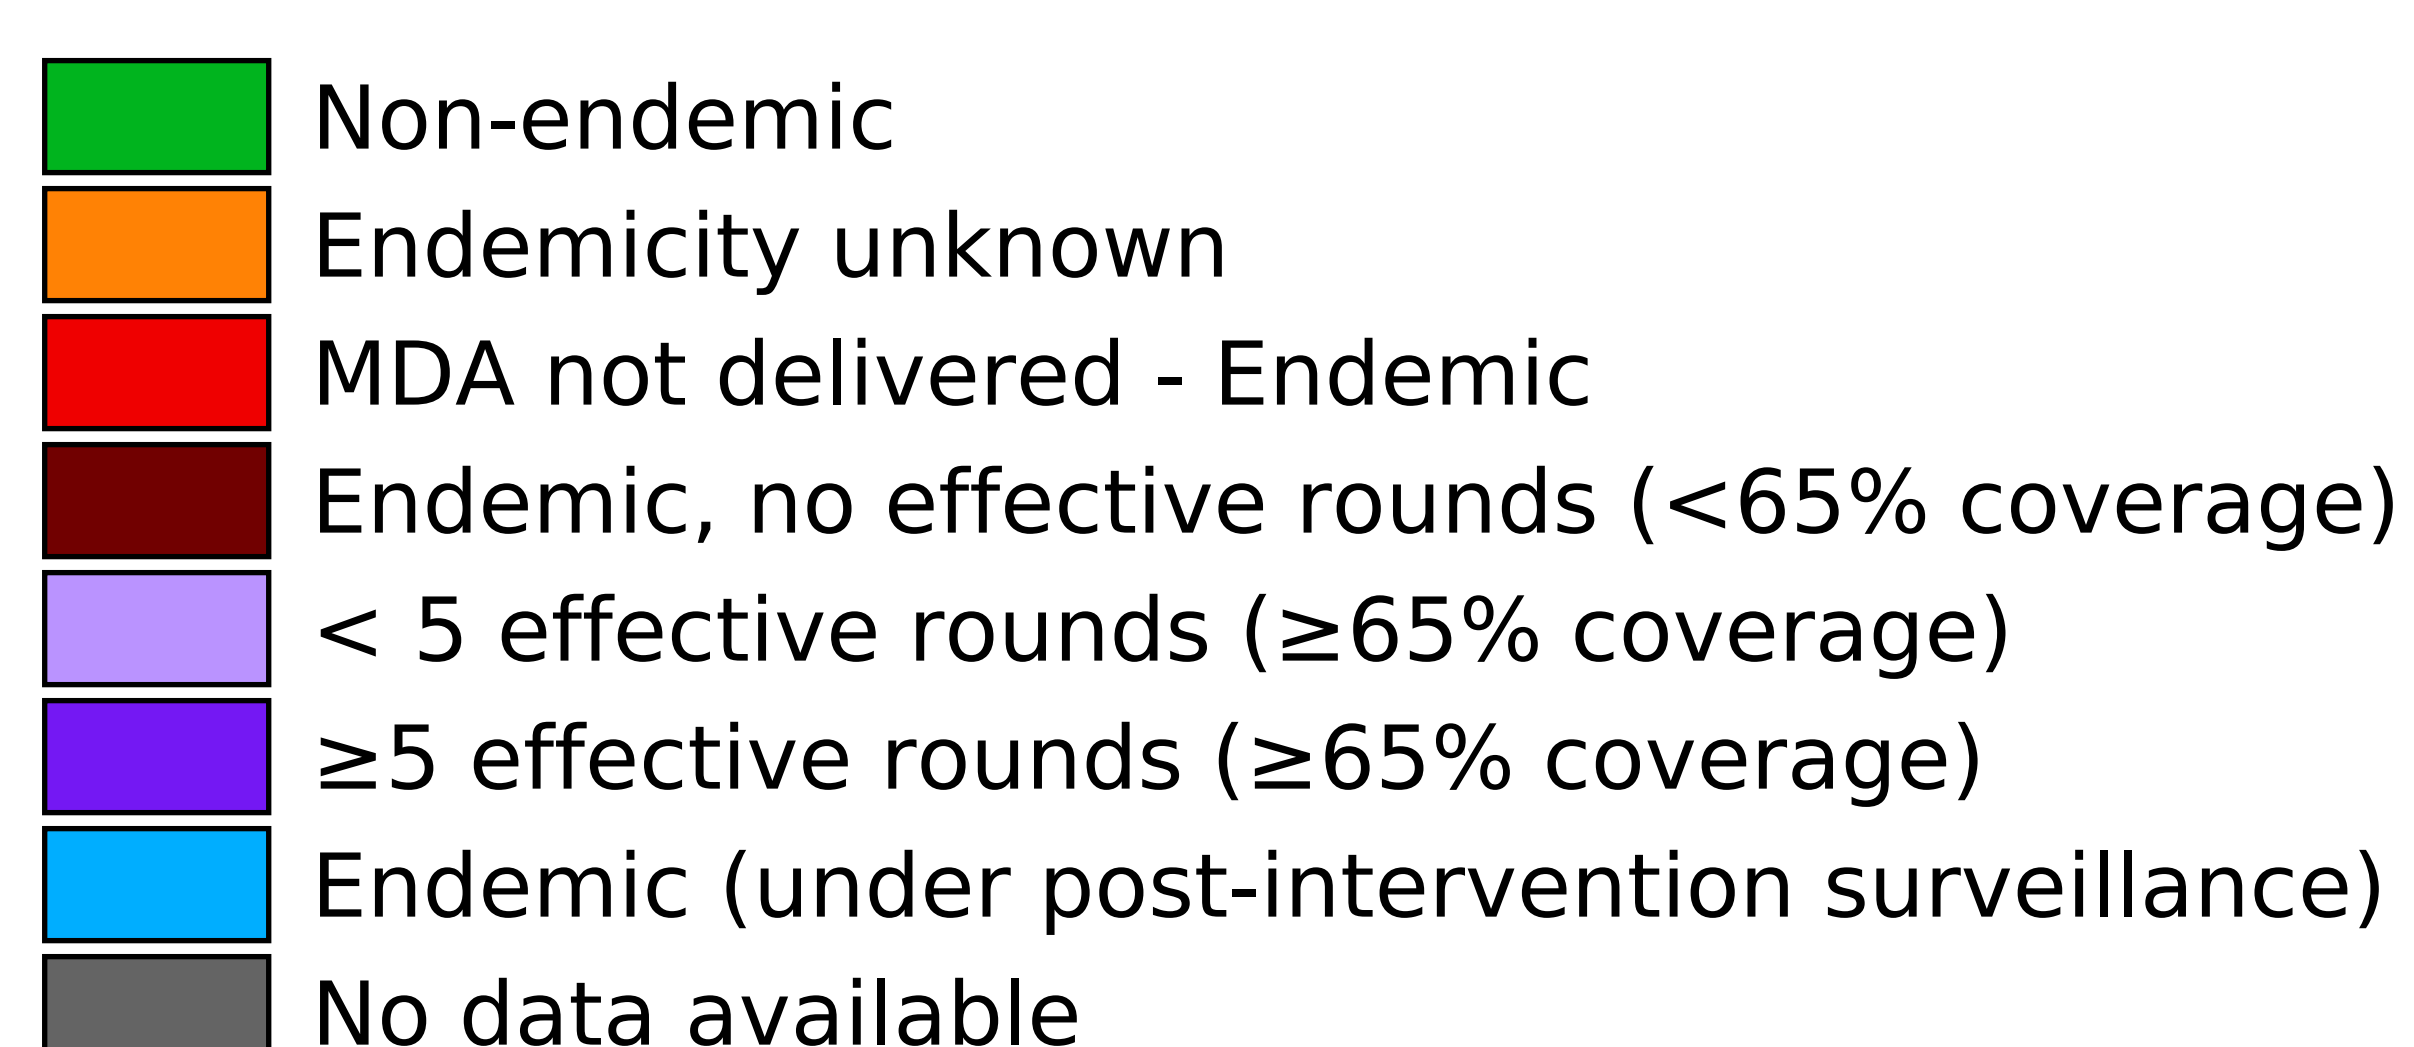 Non-endemic
Endemicity unknown
MDA not delivered - Endemic
Endemic, no effective rounds (<65% coverage)
< 5 effective rounds (≥65% coverage)
≥5 effective rounds (≥65% coverage)
Endemic (under post-intervention surveillance)
No data available